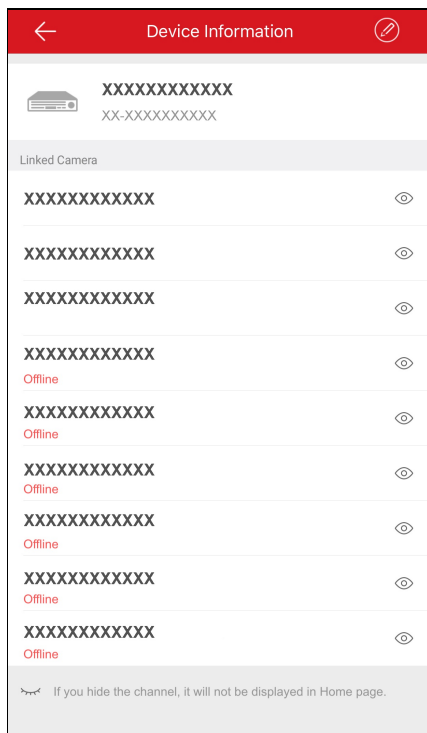 Device Information
XXXXXXXXXXXX
XX-XXXXXXXXXX
Linked Camera
XXXXXXXXXXXX
XXXXXXXXXXXX
XXXXXXXXXXXX
XXXXXXXXXXXX
Offline
XXXXXXXXXXXX
Offline
XXXXXXXXXXXX
Offline
XXXXXXXXXXXX
Offline
XXXXXXXXXXXX
Offline
XXXXXXXXXXXX
Offline
If you hide the channel, it will not be displayed in Home page.